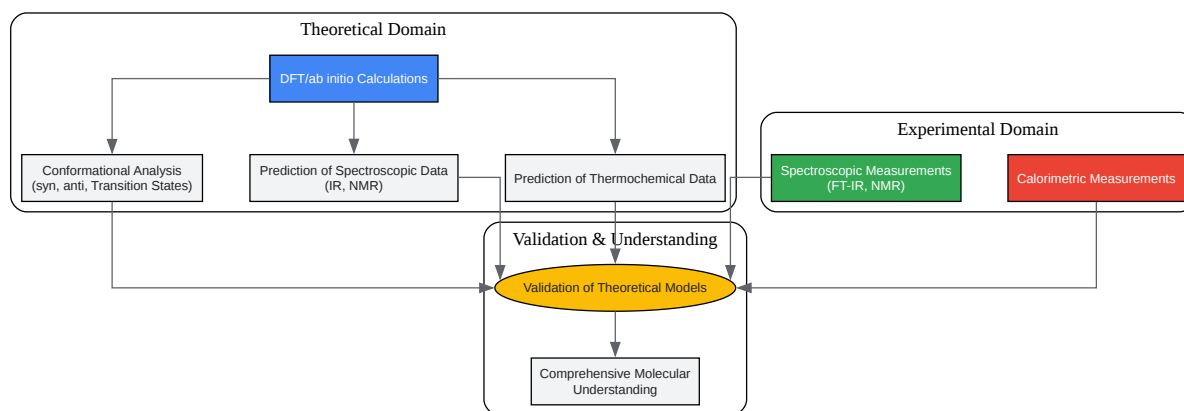 Theoretical Domain
DFT/ab initio Calculations
Experimental Domain
Conformational Analysis
(syn, anti, Transition States)
Prediction of Spectroscopic Data
(IR, NMR)
Prediction of Thermochemical Data
Spectroscopic Measurements
(FT-IR, NMR)
Calorimetric Measurements
Validation & Understanding
Validation of Theoretical Models
Comprehensive Molecular
Understanding